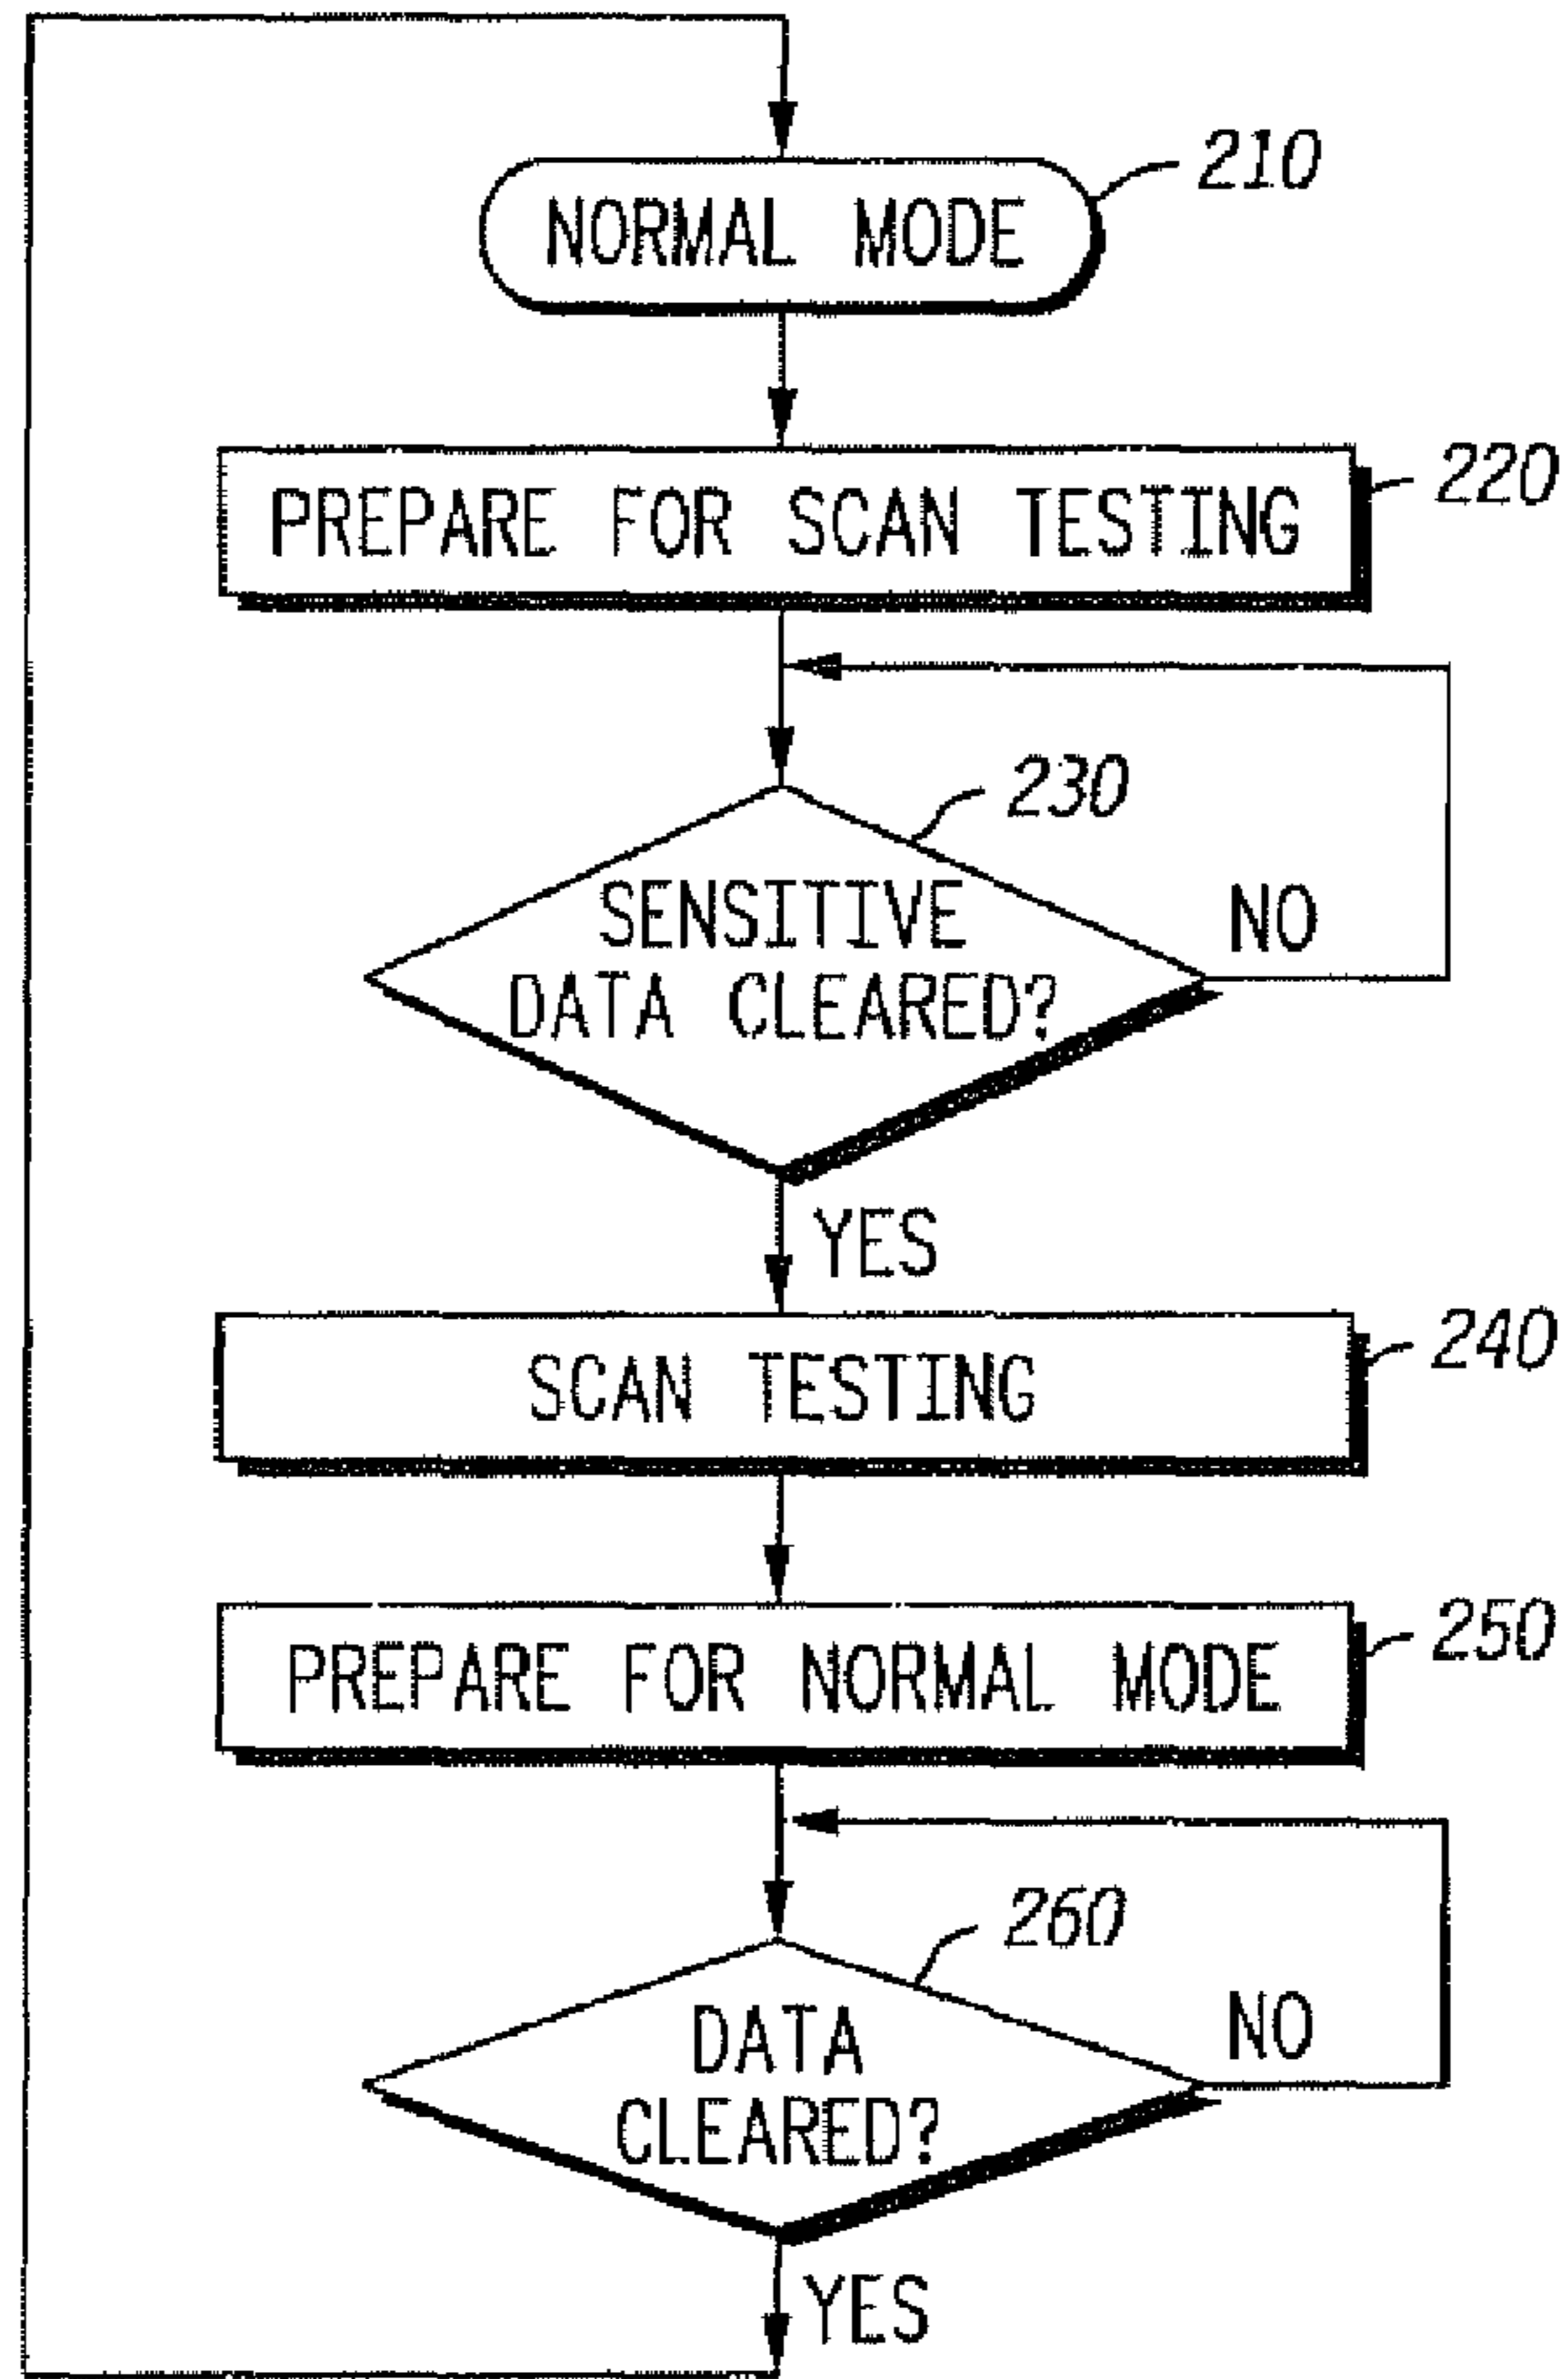 210
NORMAL MODE
220
PREPARE FOR SCAN TESTING
230
SENSITIVE
DATA CLEARED?
NO
YES
240
SCAN TESTING
250
PREPARE FOR NORMAL MODE
260
DATA
CLEARED?
NO
YES